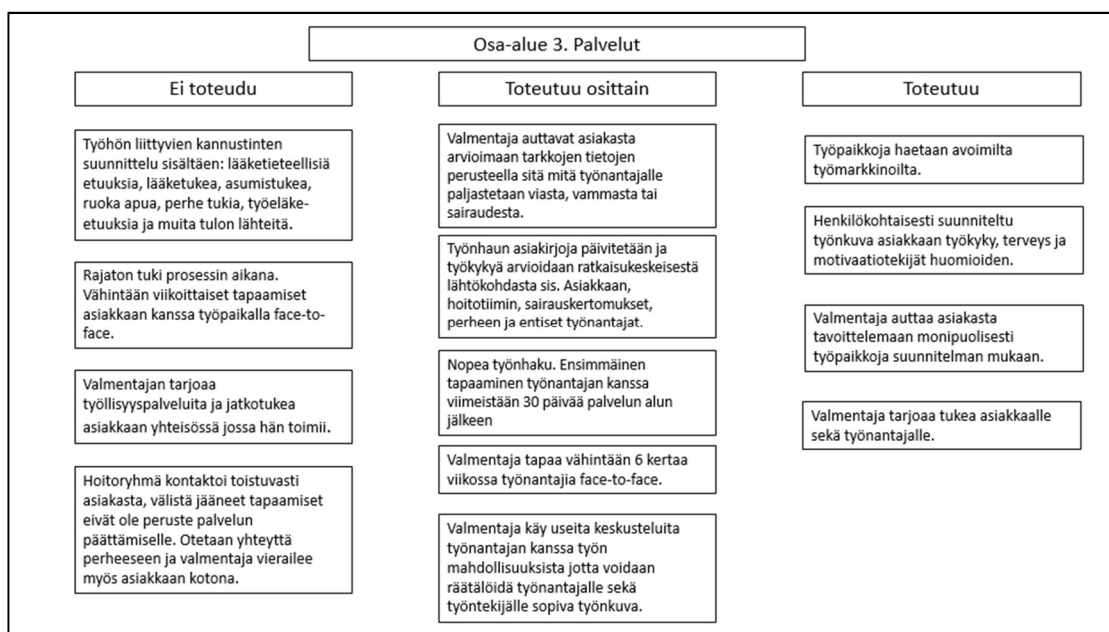 Osa-alue 3. Palvelut
Ei toteudu
Työhön liittyvien kannustinten
suunnittelu sisältäen: lääketieteellisiä
etuuksia, lääketukea, asumistukea,
ruoka apua, perhe tukia, työeläke-
etuuksia ja muita tulon lähteitä.
Rajaton tuki prosessin aikana.
Vähintään viikoittaiset tapaamiset
asiakkaan kanssa työpaikalla face-to-
face.
Valmentajan tarjoaa
työllisyyspalveluita ja jatkotukea
asiakkaan yhteisössä jossa hän toimii.
Hoitoryhmä kontaktoi toistuvasti
asiakasta, välistä jääneet tapaamiset
eivät ole peruste palvelun
päättämiselle. Otetaan yhteyttä
perheeseen ja valmentaja vierailee
myös asiakkaan kotona.
Toteutuu osittain
Valmentaja auttavat asiakasta
arvioimaan tarkkojen tietojen
perusteella sitä mitä työnantajalle
paljastetaan viasta, vammasta tai
sairaudesta.
Työnhaun asiakirjoja päivitetään ja
työkykyä arvioidaan ratkaisukeskeisestä
lähtökohdasta sis. Asiakkaan,
hoitotiimin, sairauskertomukset,
perheen ja entiset työnantajat.
Nopea työnhaku. Ensimmäinen
tapaaminen työnantajan kanssa
viimeistään 30 päivää palvelun alun
jälkeen
Valmentaja tapaa vähintään 6 kertaa
viikossa työnantajia face-to-face.
Valmentaja käy useita keskusteluita
työnantajan kanssa työn
mahdollisuuksista jotta voidaan
räätälöidä työnantajalle sekä
työntekijälle sopiva työnkuva.
Toteutuu
Työpaikkoja haetaan avoimilta
työmarkkinoilta.
Henkilökohtaisesti suunniteltu
työnkuva asiakkaan työkyky, terveys ja
motivaatiotekijät huomioiden.
Valmentaja auttaa asiakasta
tavoittelemaan monipuolisesti
työpaikkoja suunnitelman mukaan.
Valmentaja tarjoaa tukea asiakkaalle
sekä työnantajalle.